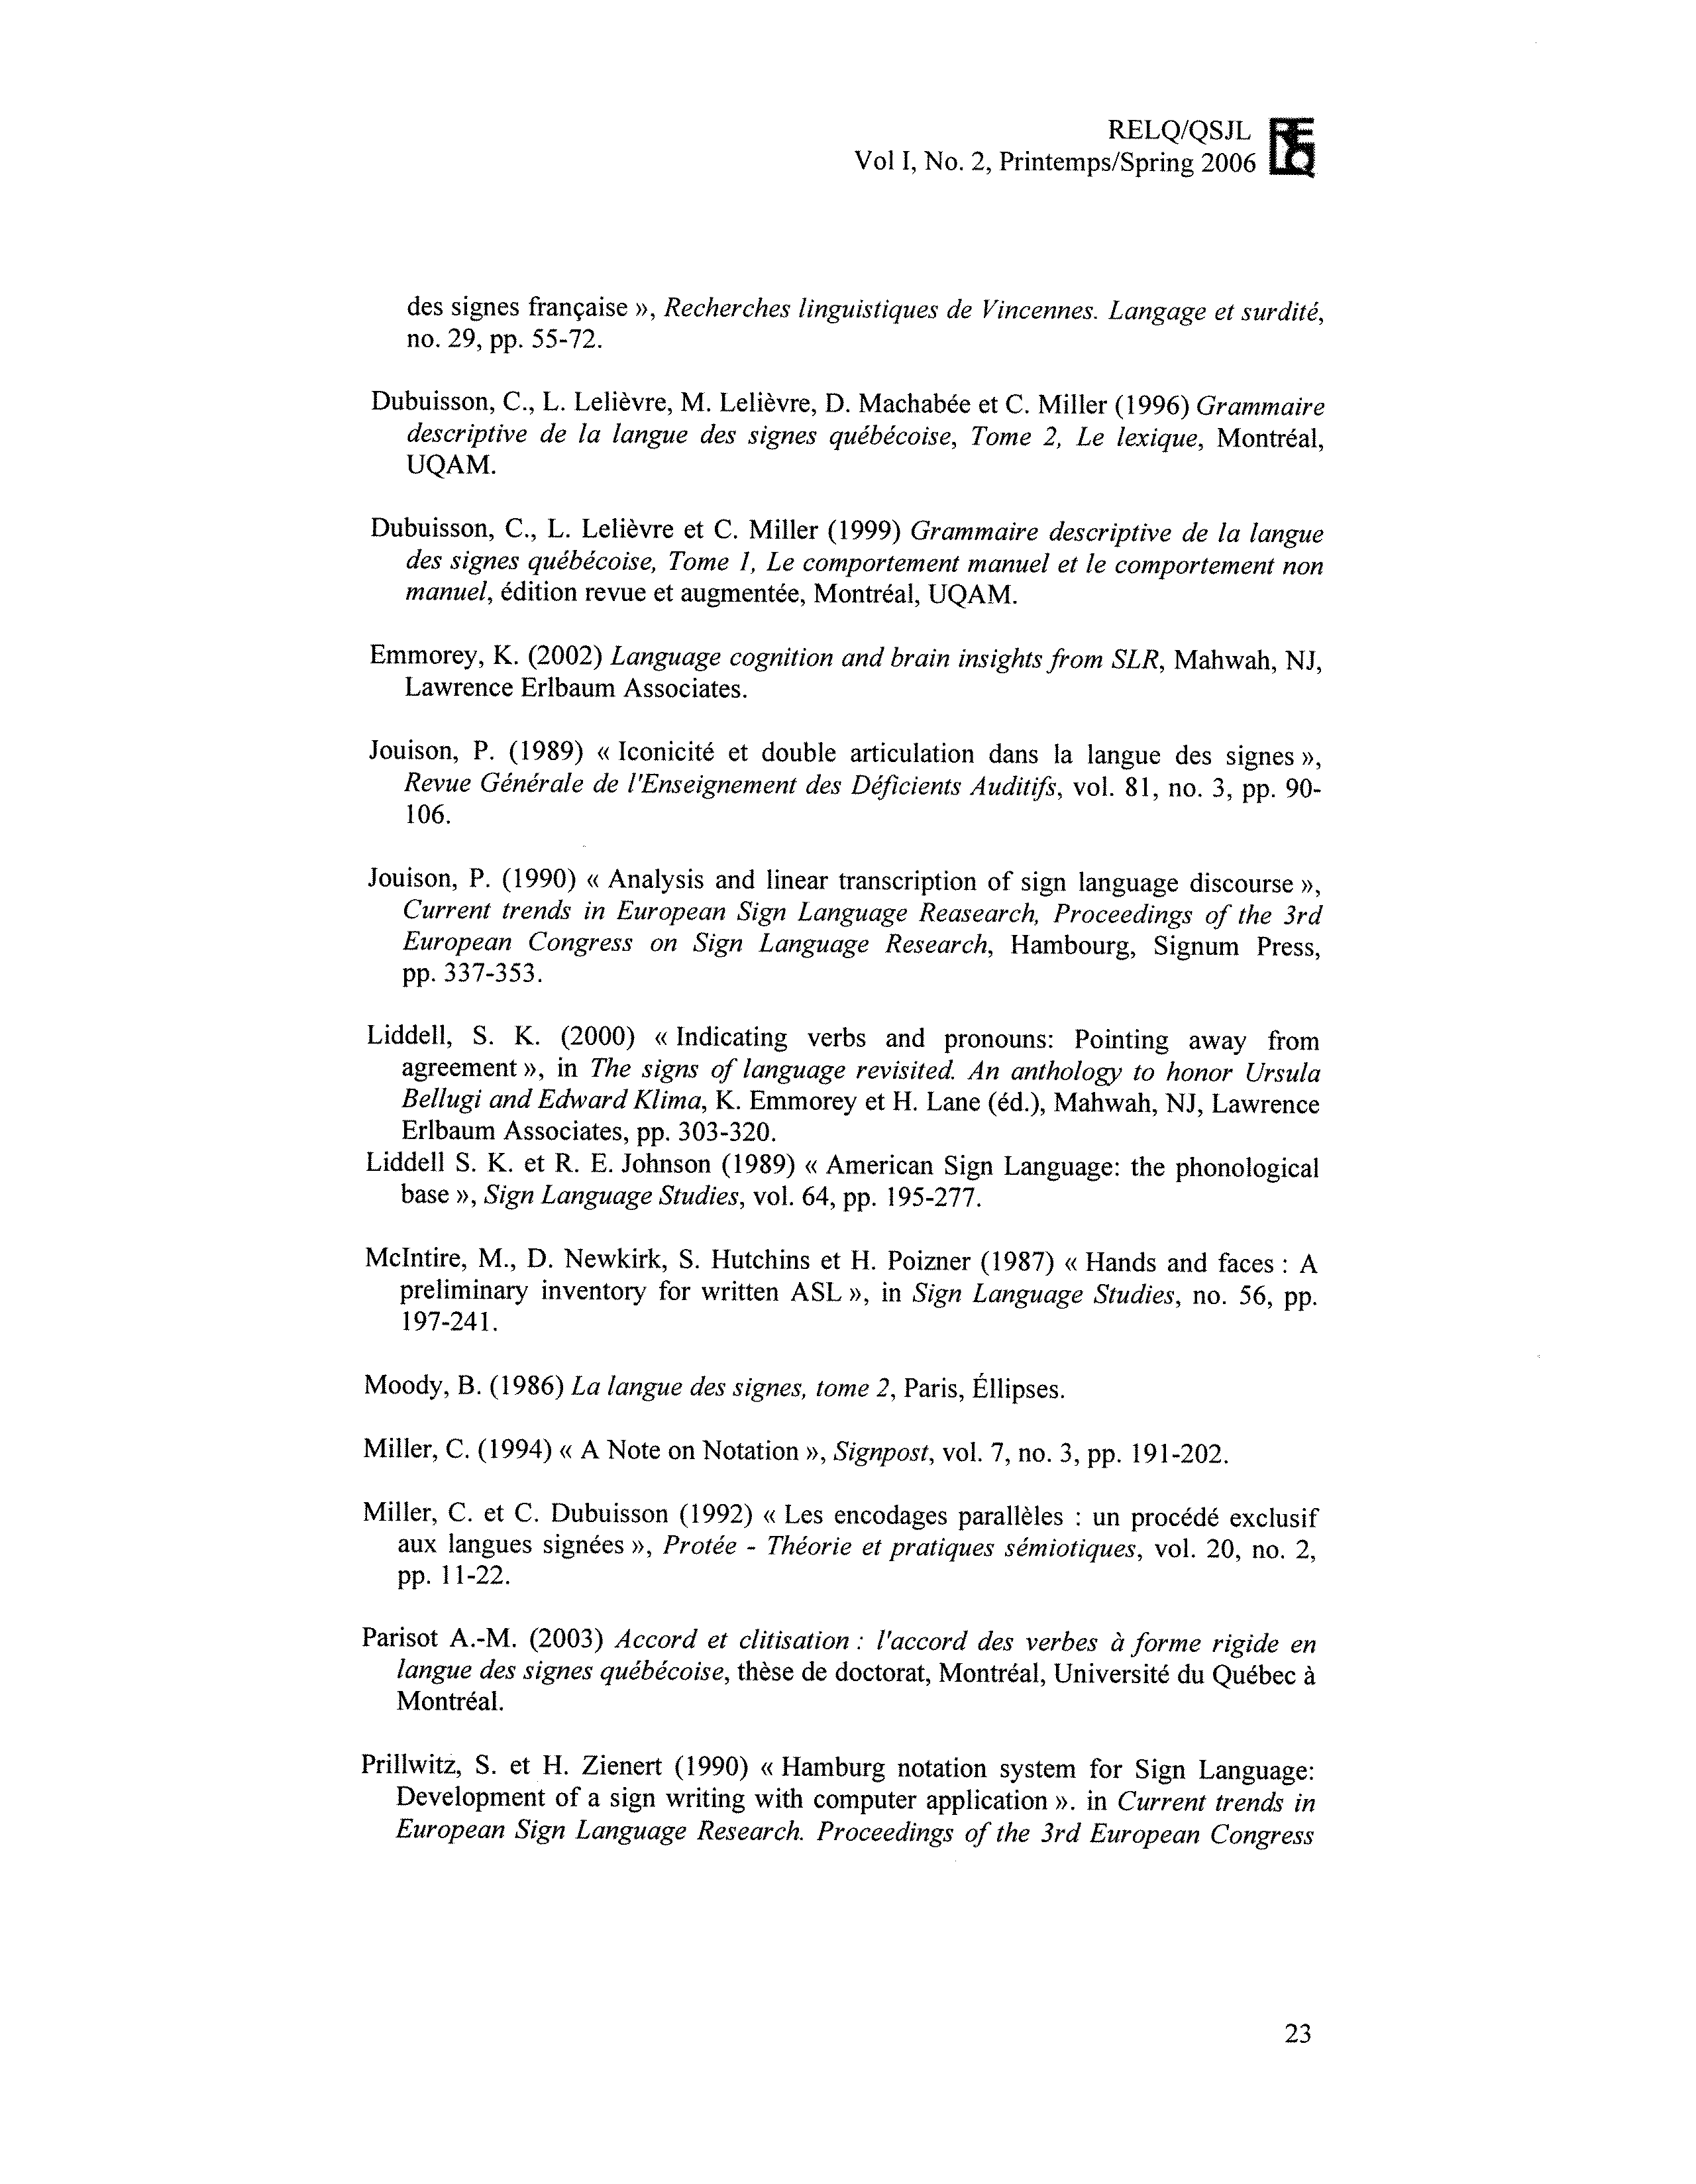 RELQ/QSJL
Vol I, No. 2, Printemps/Spring 2006
RELQ
des signes française », Recherches linguistiques de Vincennes. Langage et surdité,
no. 29, pp. 55-72.
Dubuisson, C., L. Lelièvre, M. Lelièvre, D. Machabée et C. Miller (1996) Grammaire
descriptive de la langue des signes québécoise, Tome 2, Le lexique, Montréal,
UQAM.
Dubuisson, C., L. Lelièvre et C. Miller (1999) Grammaire descriptive de la langue
des signes québécoise, Tome 1, Le comportement manuel et le comportement non
manuel, édition revue et augmentée, Montréal, UQAM.
Emmorey, K. (2002) Language cognition and brain insights from SLR, Mahwah, NJ,
Lawrence Erlbaum Associates.
Jouison, P. (1989) « Iconicité et double articulation dans la langue des signes »,
Revue Générale de l'Enseignement des Déficients Auditifs, vol. 81, no. 3, pp. 90-
106.
Jouison, P. (1990) « Analysis and linear transcription of sign language discourse »,
Current trends in European Sign Language Reasearch, Proceedings of the 3rd
European Congress on Sign Language Research, Hambourg, Signum Press,
pp. 337-353.
Liddell, S. K. (2000) « Indicating verbs and pronouns: Pointing away from
agreement », in The signs of language revisited. An anthology to honor Ursula
Bellugi and Edward Klima, K. Emmorey et H. Lane (éd.), Mahwah, NJ, Lawrence
Erlbaum Associates, pp. 303-320.
Liddell S. K. et R. E. Johnson (1989) « American Sign Language: the phonological
base », Sign Language Studies, vol. 64, pp. 195-277.
McIntire, M., D. Newkirk, S. Hutchins et H. Poizner (1987) « Hands and faces : A
preliminary inventory for written ASL », in Sign Language Studies, no. 56, pp.
197-241.
Moody, B. (1986) La langue des signes, tome 2, Paris, Éllipses.
Miller, C. (1994) « A Note on Notation », Signpost, vol. 7, no. 3, pp. 191-202.
Miller, C. et C. Dubuisson (1992) « Les encodages parallèles : un procédé exclusif
aux langues signées », Protée - Théorie et pratiques sémiotiques, vol. 20, no. 2,
pp. 11-22.
Parisot A.-M. (2003) Accord et clitisation : l'accord des verbes à forme rigide en
langue des signes québécoise, thèse de doctorat, Montréal, Université du Québec à
Montréal.
Prillwitz, S. et H. Zienert (1990) « Hamburg notation system for Sign Language:
Development of a sign writing with computer application ». in Current trends in
European Sign Language Research. Proceedings of the 3rd European Congress
23